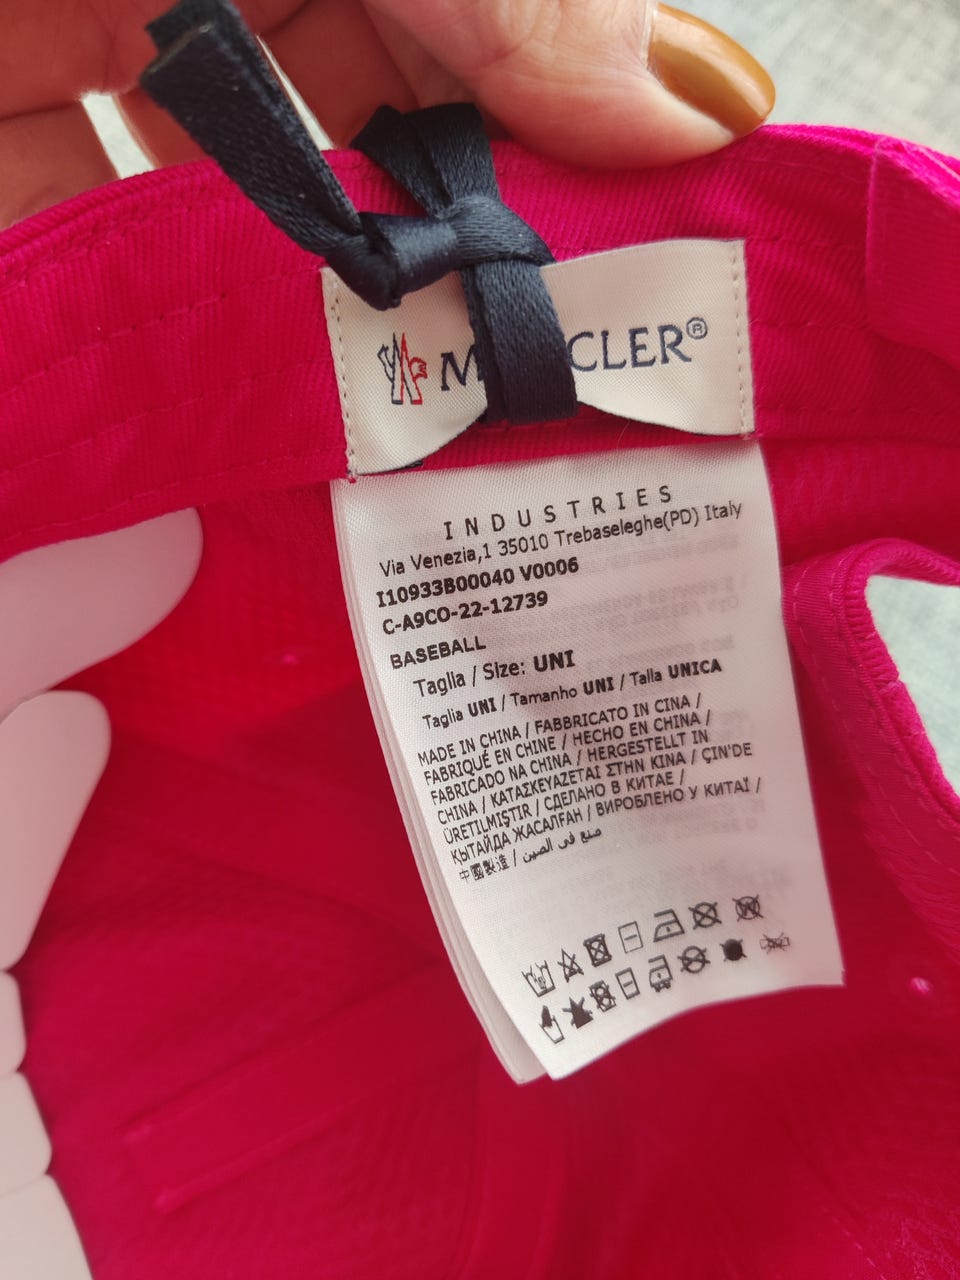 M CLER®
INDUSTRIES
Via Venezia,1 35010 Trebaseleghe(PD) Italy
I10933B00040 V0006
C-A9CO-22-12739
BASEBALL
Taglia / Size: UNI
Taglia UNI / Tamanho UNI / Talla UNICA
MADE IN CHINA / FABBRICATO IN CINA /
FABRIQUÉ EN CHINE / HECHO EN CHINA /
FABRICADO NA CHINA / HERGESTELLT IN
CHINA / ΚΑΤΑΣΚΕΥΑΖΕΤΑΙ ΣΤΗΝ ΚΙΝΑ / ÇIN'DE
ÜRETILMIŞTIR / СДЕЛАНО В КИТАЕ /
ҚЫТАЙДА ЖАСАЛҒАН / ВИРОБЛЕНО У КИТАЇ /
中國製造 / صنع في الصين